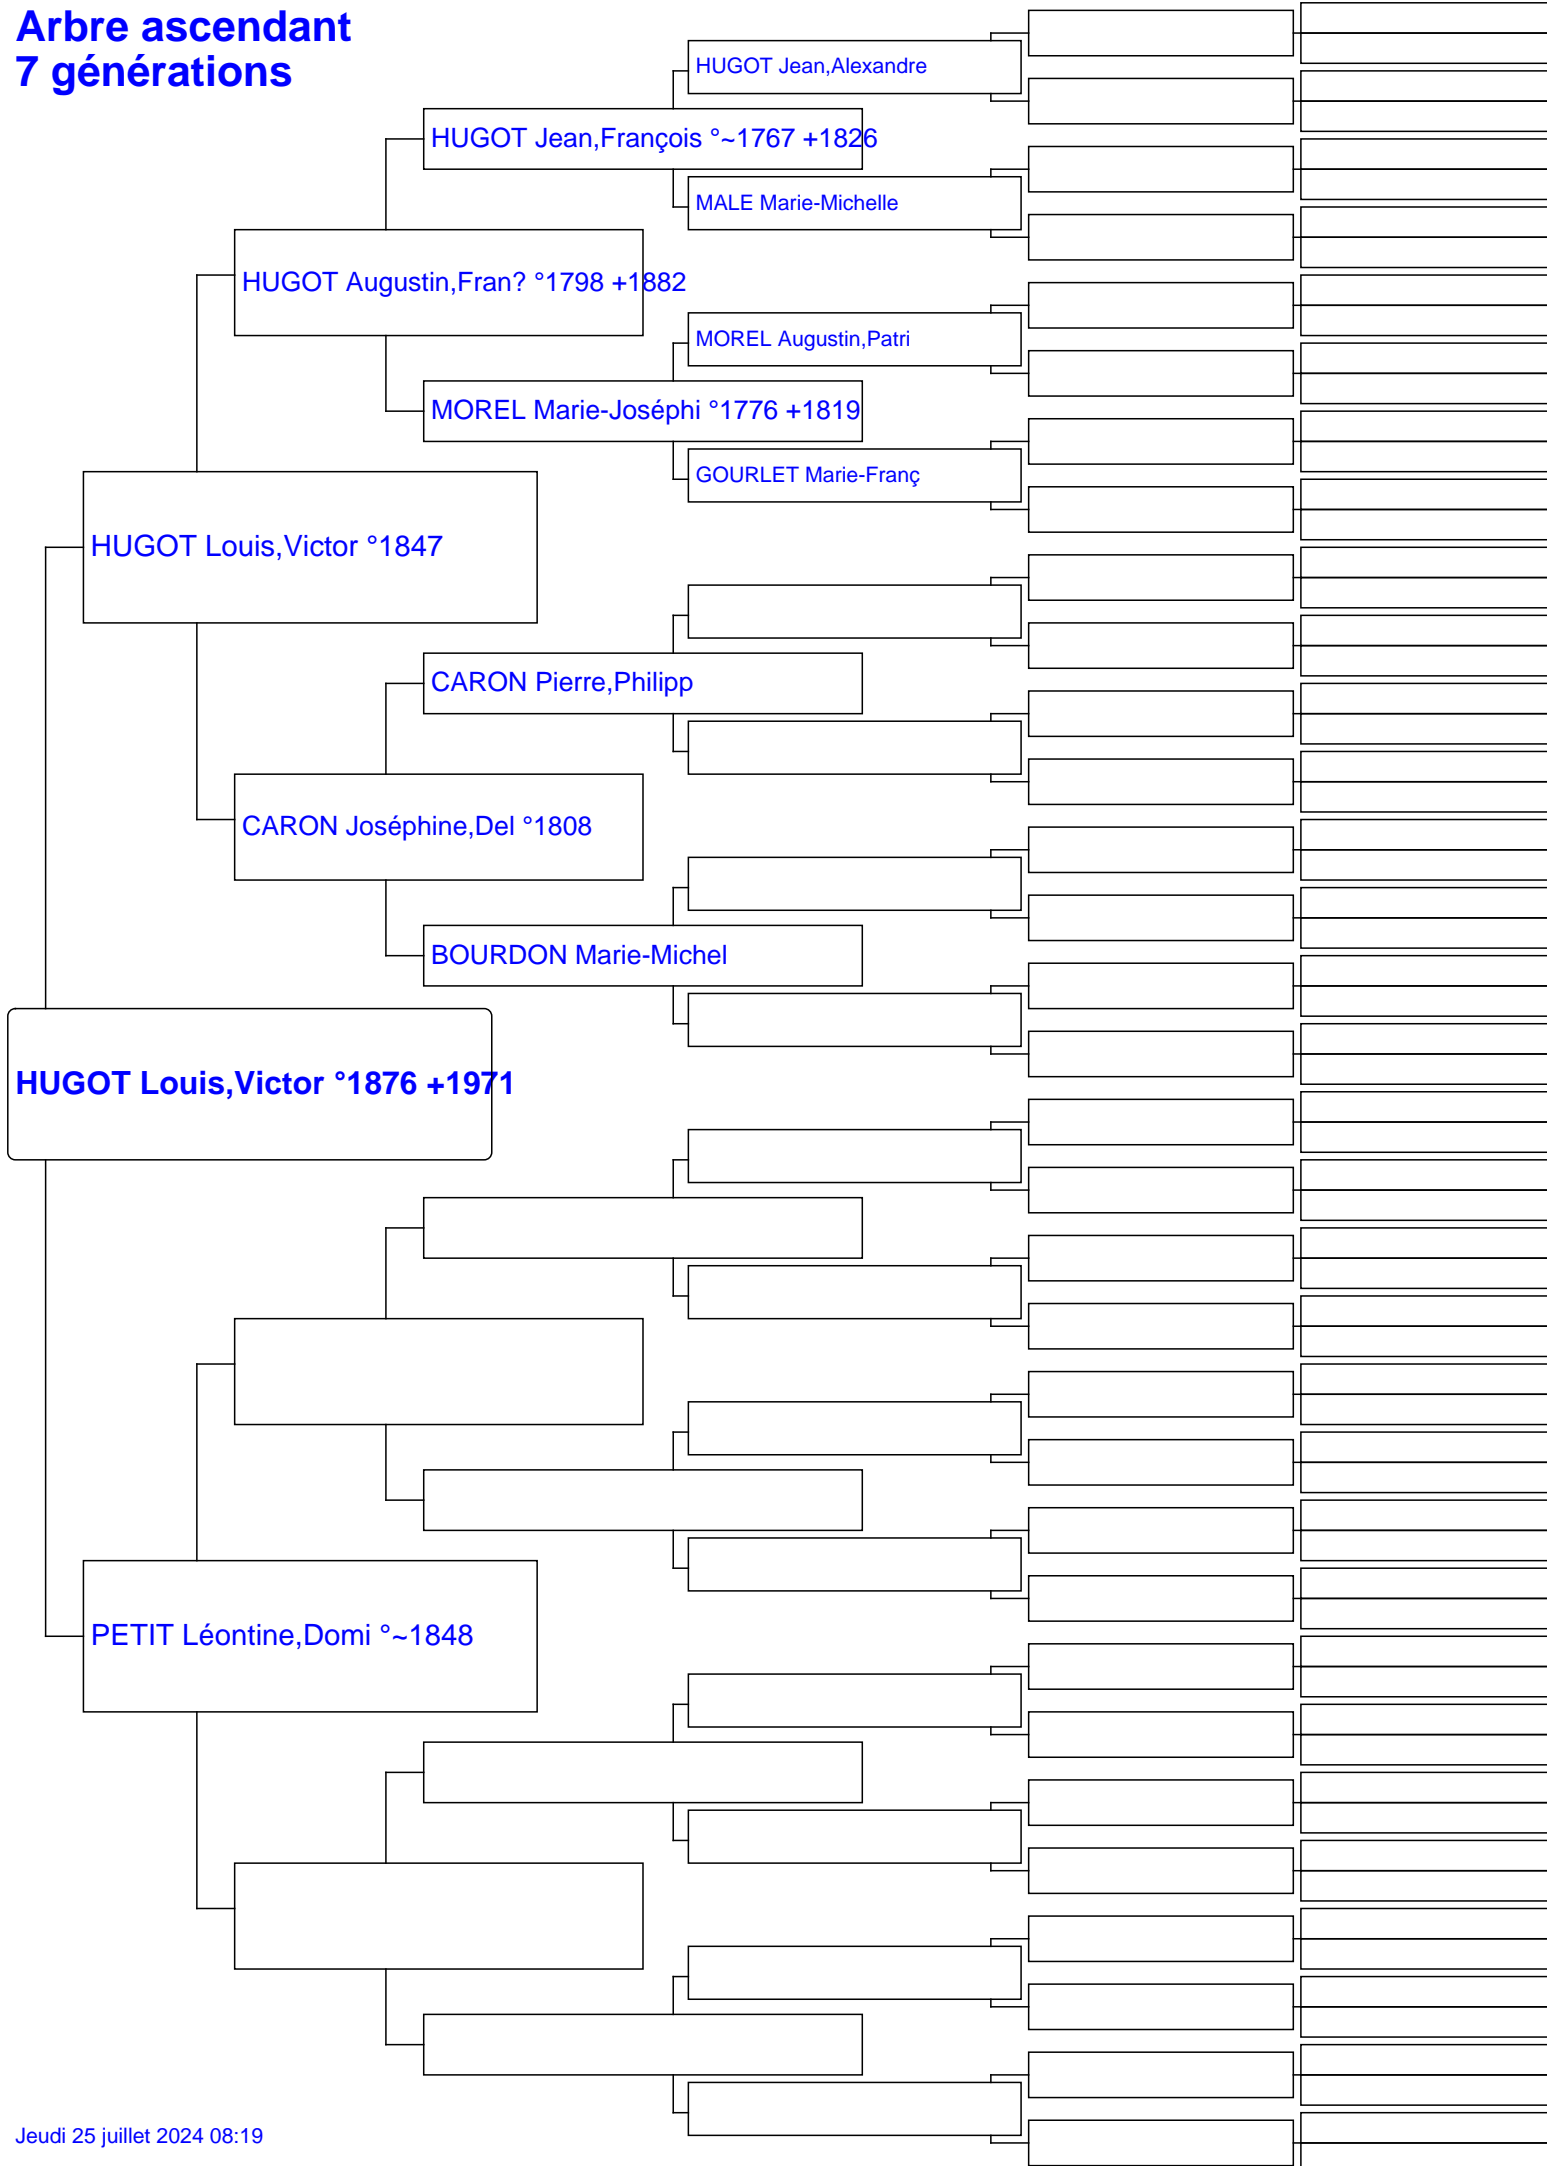 Arbre ascendant
7 générations
HUGOT Jean,Alexandre
HUGOT Jean,François °~1767 +1826
MALE Marie-Michelle
HUGOT Augustin,Fran? °1798 +1882
MOREL Augustin,Patri
MOREL Marie-Joséphi °1776 +1819
GOURLET Marie-Franç
HUGOT Louis,Victor °1847
CARON Pierre,Philipp
CARON Joséphine,Del °1808
BOURDON Marie-Michel
HUGOT Louis,Victor °1876 +1971
PETIT Léontine,Domi °~1848
Jeudi 25 juillet 2024 08:19